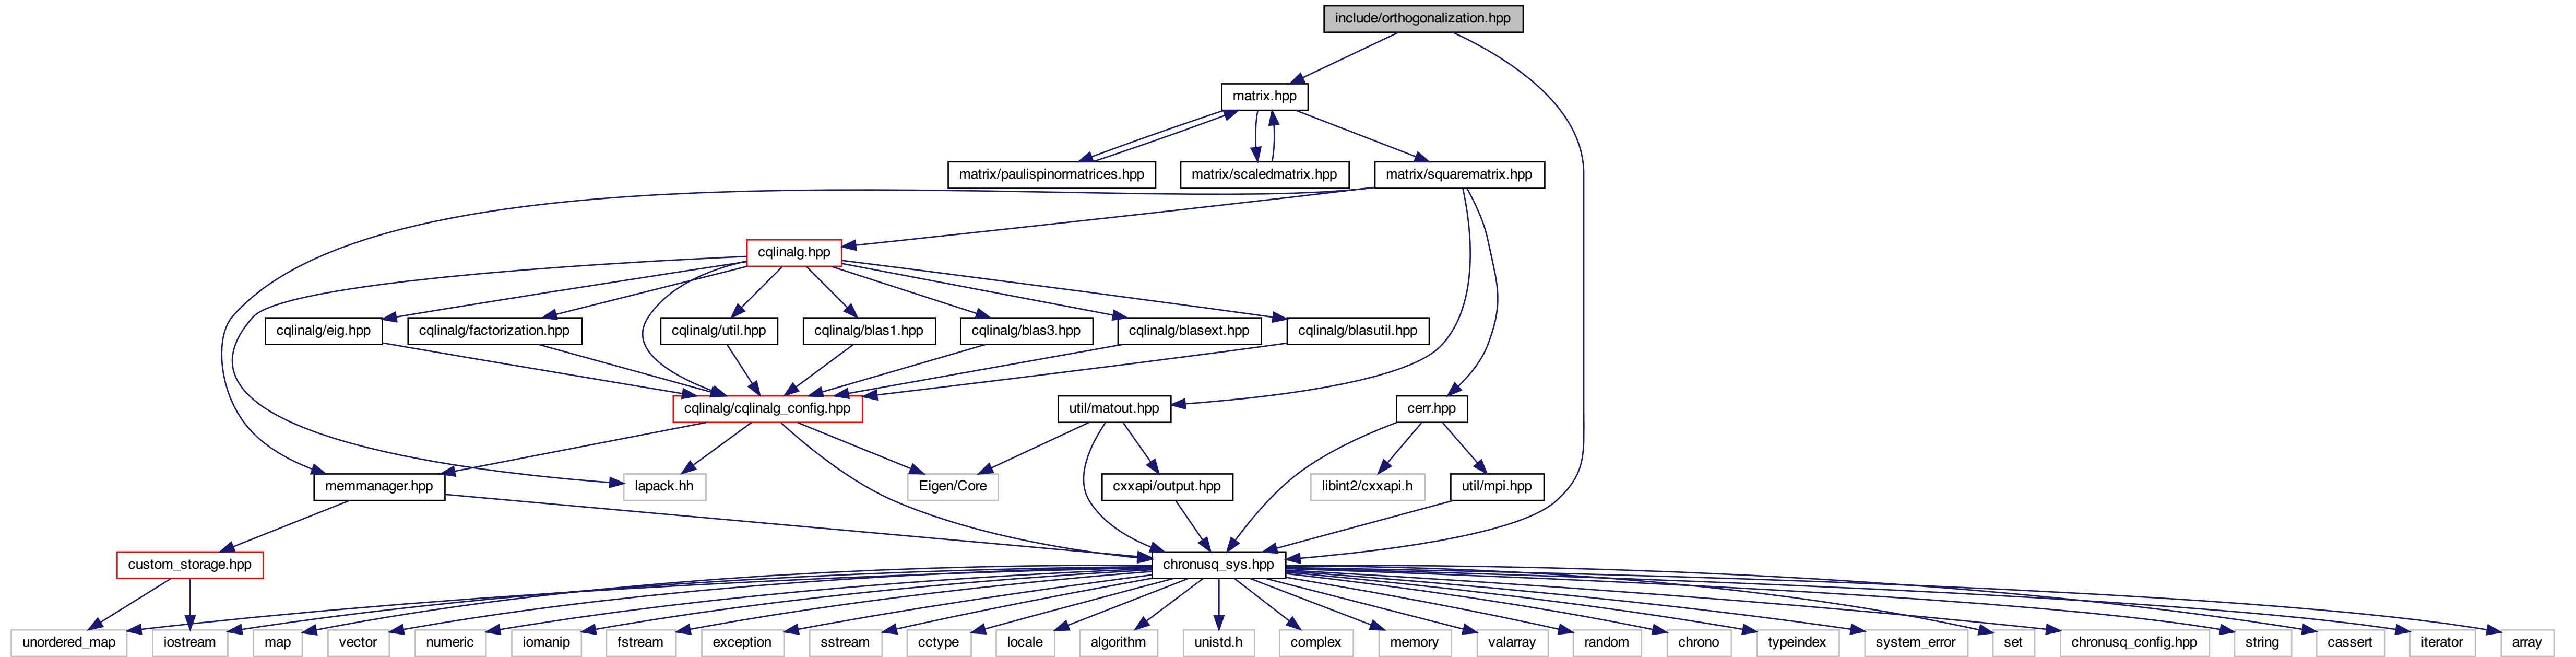 include/orthogonalization.hpp
matrix.hpp
matrix/paulispinormatrices.hpp
matrix/scaledmatrix.hpp
matrix/squarematrix.hpp
cqlinalg.hpp
cqlinalg/eig.hpp
cqlinalg/factorization.hpp
cqlinalg/util.hpp
cqlinalg/blas1.hpp
cqlinalg/blas3.hpp
cqlinalg/blasext.hpp
cqlinalg/blasutil.hpp
cqlinalg/cqlinalg_config.hpp
util/matout.hpp
cerr.hpp
memmanager.hpp
lapack.hh
Eigen/Core
cxxapi/output.hpp
libint2/cxxapi.h
util/mpi.hpp
custom_storage.hpp
chronusq_sys.hpp
unordered_map
iostream
map
vector
numeric
iomanip
fstream
exception
sstream
cctype
locale
algorithm
unistd.h
complex
memory
valarray
random
chrono
typeindex
system_error
set
chronusq_config.hpp
string
cassert
iterator
array